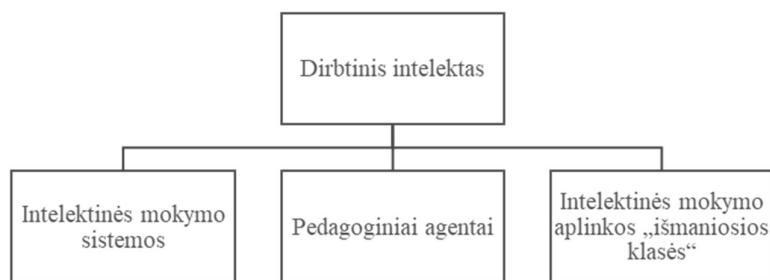 Dirbtinis intelektas
Intelektinės mokymo
sistemos
Pedagoginiai agentai
Intelektinės mokymo
aplinkos „išmaniosios
klasės“